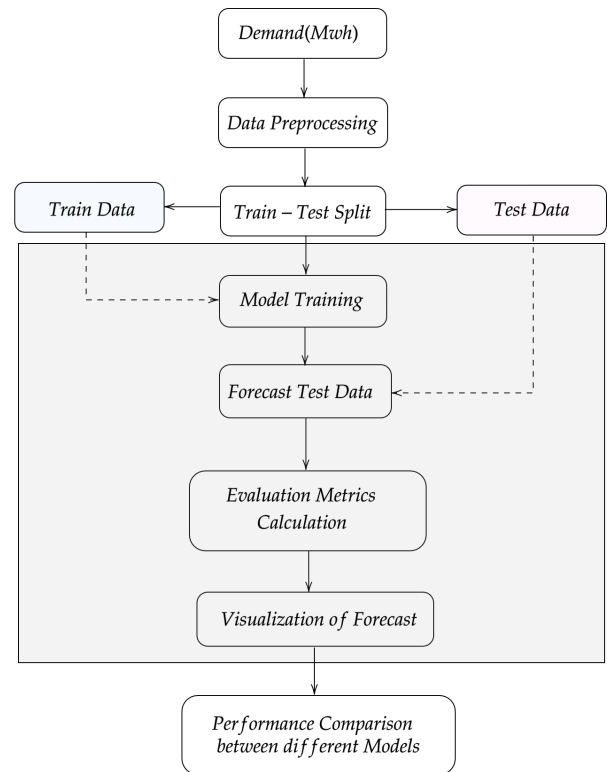 Demand(Mwh)
Data Preprocessing
Train Data
Train – Test Split
Test Data
Model Training
Forecast Test Data
Evaluation Metrics
Calculation
Visualization of Forecast
Performance Comparison
between different Models